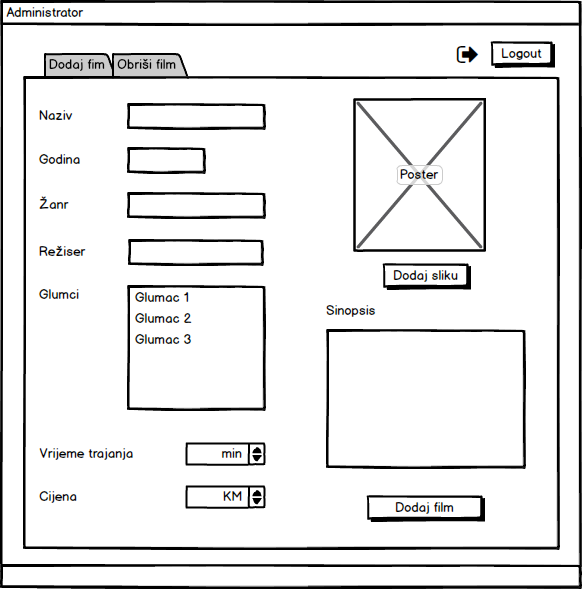 Administrator
Logout
Dodaj fim
Obriši film
Naziv
Godina
Žanr
Režiser
Glumci
Glumac 1
Glumac 2
Glumac 3
Vrijeme trajanja
min
Cijena
KM
Poster
Dodaj sliku
Sinopsis
Dodaj film